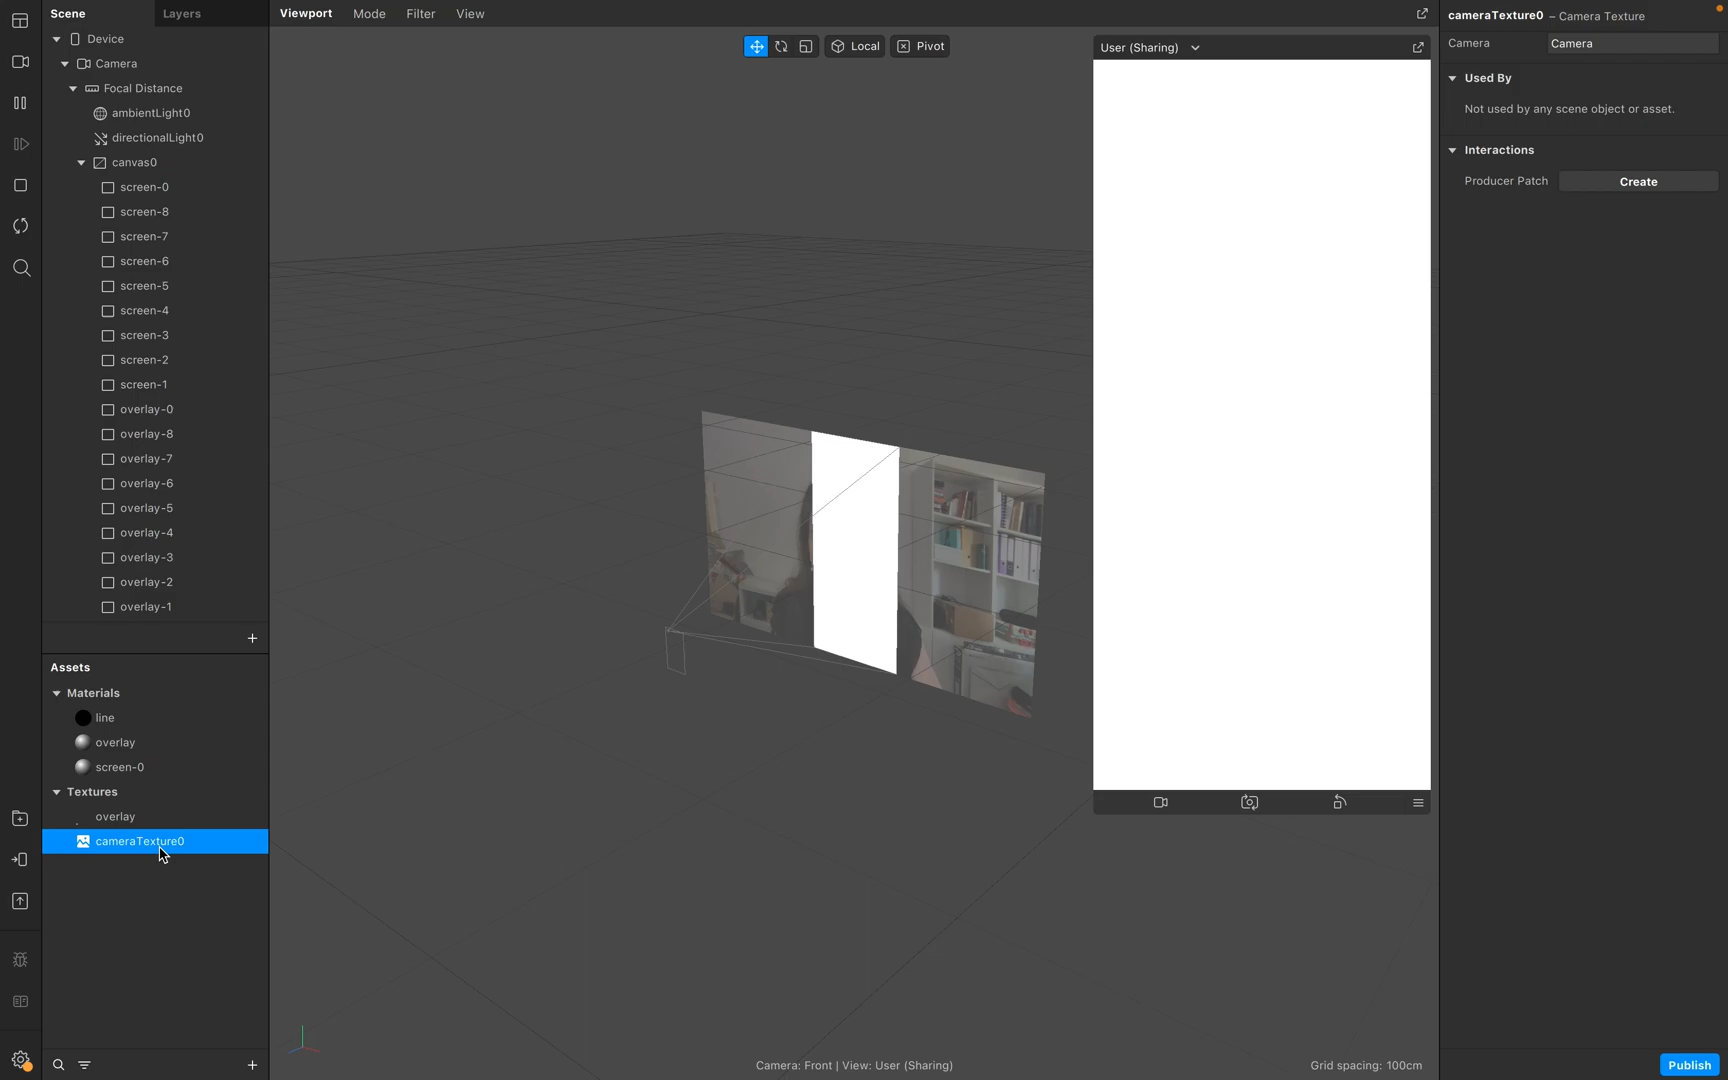 Scene
Layers
Device
Camera
Focal Distance
ambientLight0
directionalLight0
canvas0
screen-0
screen-8
screen-7
screen-6
screen-5
screen-4
screen-3
screen-2
screen-1
overlay-0
overlay-8
overlay-7
overlay-6
overlay-5
overlay-4
overlay-3
overlay-2
overlay-1
Assets
Materials
line
overlay
screen-0
Textures
overlay
cameraTexture0
Viewport Mode Filter View
Local Pivot
User (Sharing)
Camera: Front | View: User (Sharing)
Grid spacing: 100cm
cameraTexture0 – Camera Texture
Camera Camera
Used By
Not used by any scene object or asset.
Interactions
Producer Patch Create
Publish